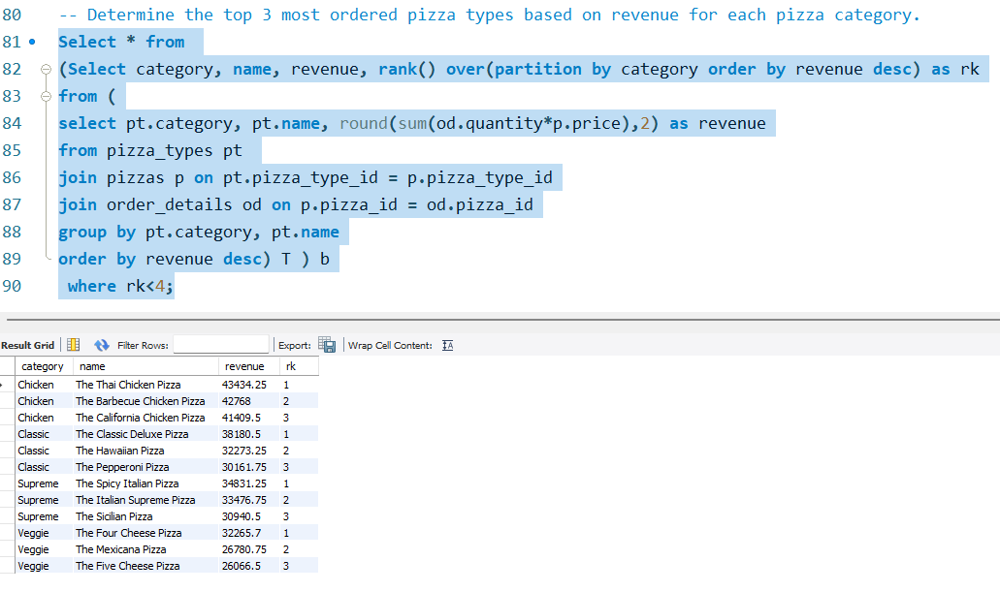 80 -- Determine the top 3 most ordered pizza types based on revenue for each pizza category.
81 Select * from
82 (Select category, name, revenue, rank() over(partition by category order by revenue desc) as rk
83 from (
84 select pt.category, pt.name, round(sum(od.quantity*p.price),2) as revenue
85 from pizza_types pt
86 join pizzas p on pt.pizza_type_id = p.pizza_type_id
87 join order_details od on p.pizza_id = od.pizza_id
88 group by pt.category, pt.name
89 order by revenue desc) T ) b
90 where rk<4;
Result Grid Filter Rows: Export: Wrap Cell Content: IA
category name revenue rk
Chicken The Thai Chicken Pizza 43434.25 1
Chicken The Barbecue Chicken Pizza 42768 2
Chicken The California Chicken Pizza 41409.5 3
Classic The Classic Deluxe Pizza 38180.5 1
Classic The Hawaiian Pizza 32273.25 2
Classic The Pepperoni Pizza 30161.75 3
Supreme The Spicy Italian Pizza 34831.25 1
Supreme The Italian Supreme Pizza 33476.75 2
Supreme The Sicilian Pizza 30940.5 3
Veggie The Four Cheese Pizza 32265.7 1
Veggie The Mexicana Pizza 26780.75 2
Veggie The Five Cheese Pizza 26066.5 3